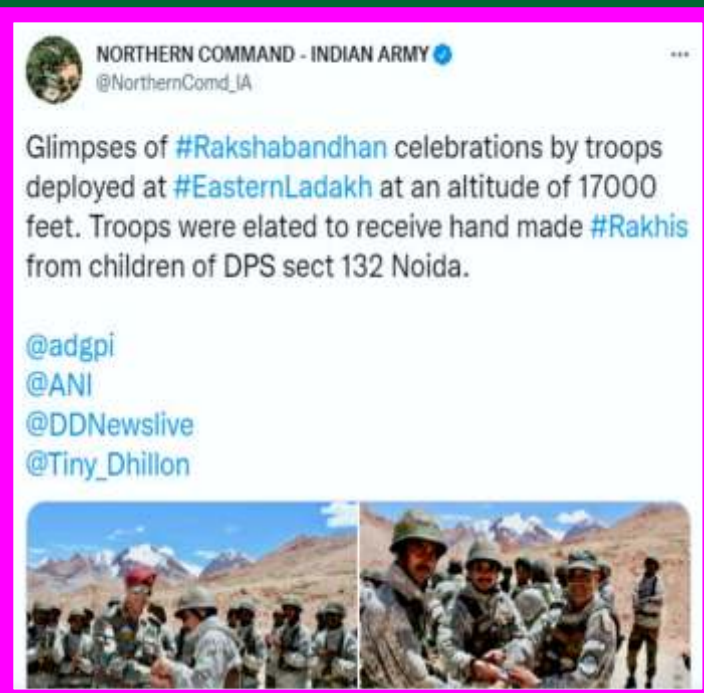 NORTHERN COMMAND - INDIAN ARMY
@NorthernComd_IA
Glimpses of #Rakshabandhan celebrations by troops
deployed at #EasternLadakh at an altitude of 17000
feet. Troops were elated to receive hand made #Rakhis
from children of DPS sect 132 Noida.
@adgpi
@ANI
@DDNewslive
@Tiny_Dhillon